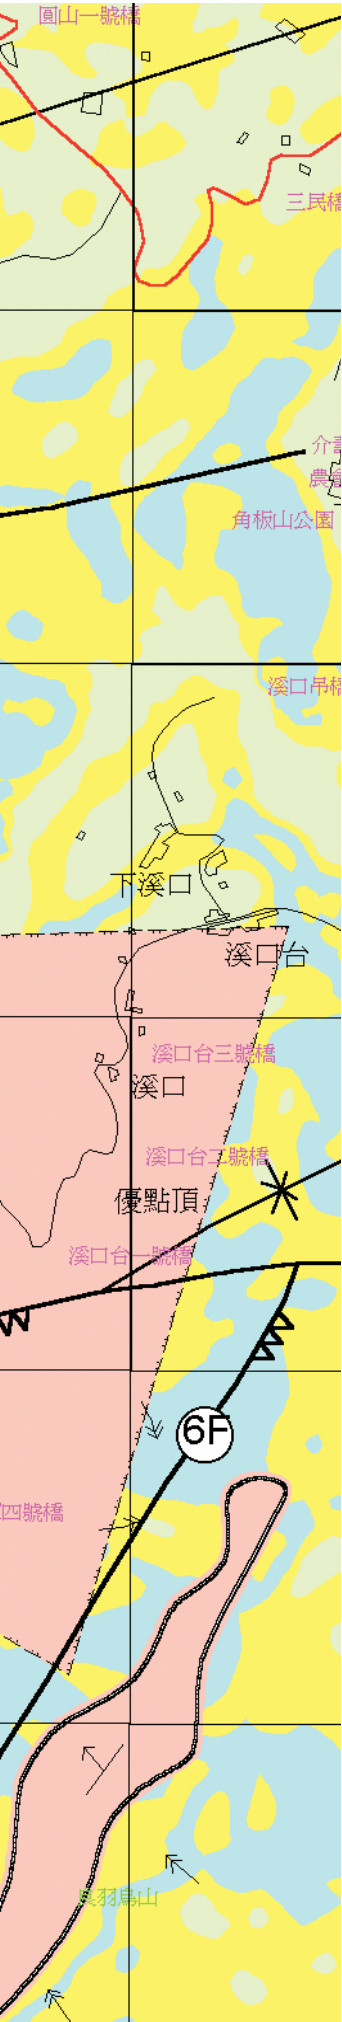 圓山一號橋
三民橋
介壽
農會
角板山公園
溪口吊橋
下溪口
溪口台
溪口台三號橋
溪口
溪口台二號橋
優點頂
溪口台一號橋
6F
四號橋
羽鳥山